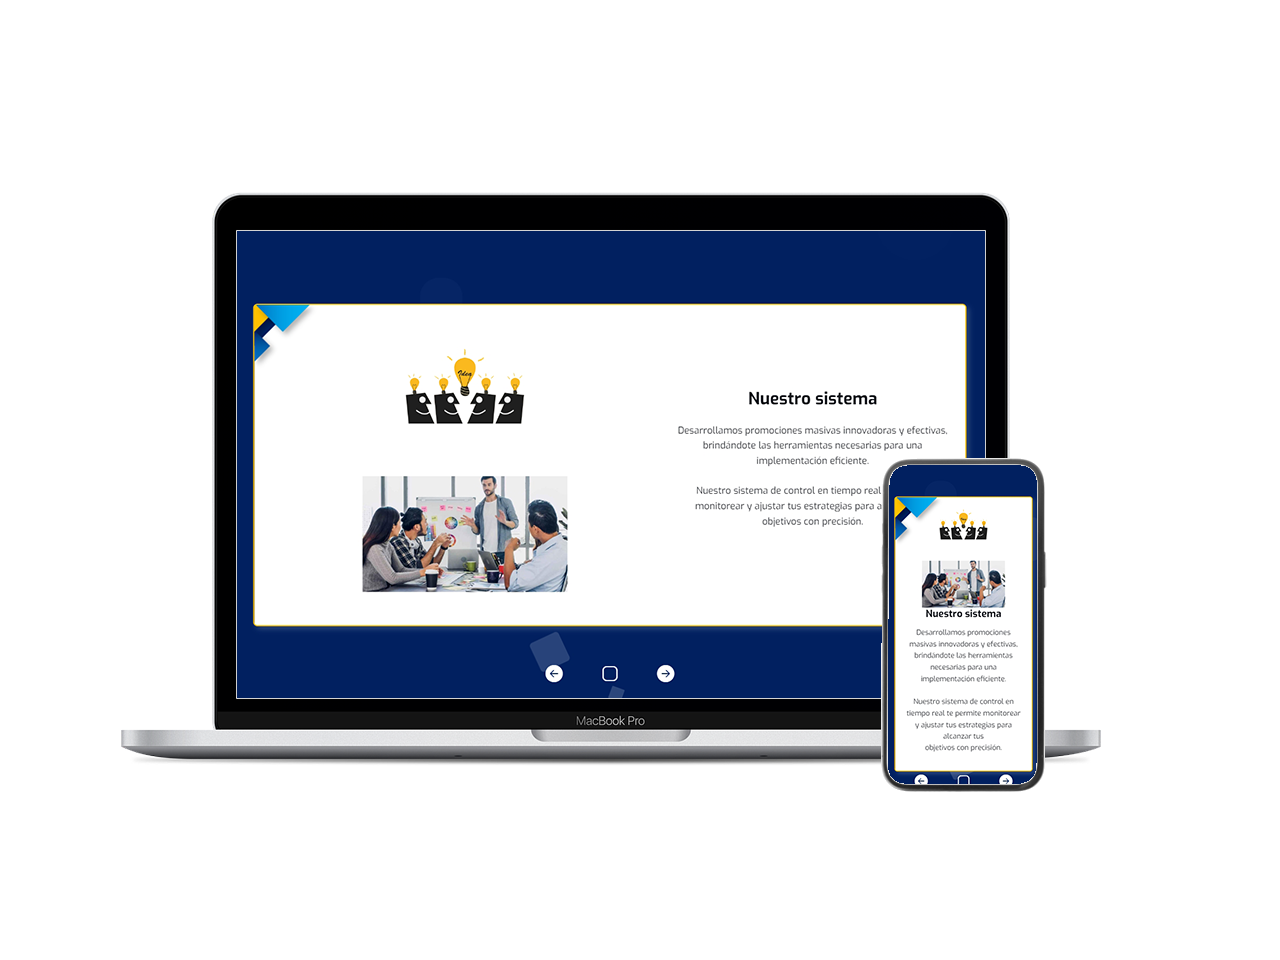 Idea
Nuestro sistema
Desarrollamos promociones masivas innovadoras y efectivas,
brindándote las herramientas necesarias para una
implementación eficiente.
Nuestro sistema de control en tiempo real
monitorear y ajustar tus estrategias para a
objetivos con precisión.
MacBook Pro
Nuestro sistema
Desarrollamos promociones
masivas innovadoras y efectivas,
brindándote las herramientas
necesarias para una
implementación eficiente.
Nuestro sistema de control en
tiempo real te permite monitorear
y ajustar tus estrategias para
alcanzar tus
objetivos con precisión.